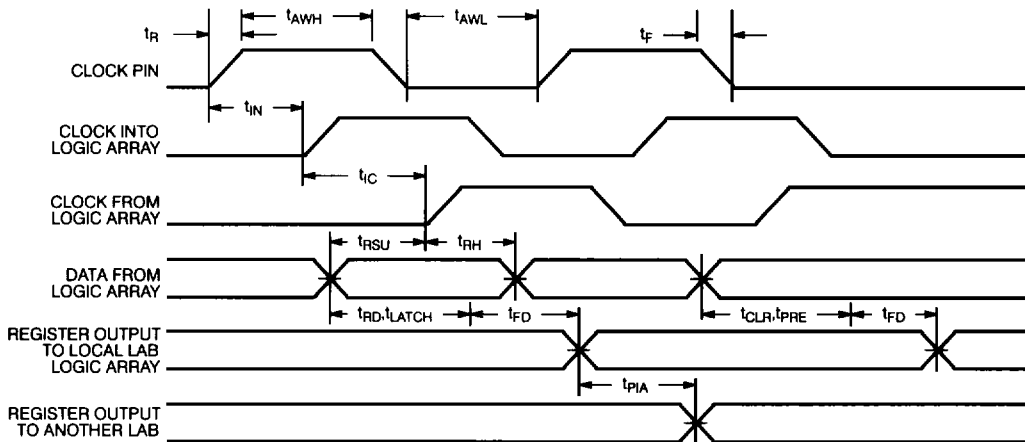 tAWH
tAWL
tR
tF
CLOCK PIN
tIN
CLOCK INTO
LOGIC ARRAY
tIC
CLOCK FROM
LOGIC ARRAY
tRSU
tRH
DATA FROM
LOGIC ARRAY
tRD,tLATCH
tFD
tCLR,tPRE
tFD
REGISTER OUTPUT
TO LOCAL LAB
LOGIC ARRAY
tPIA
REGISTER OUTPUT
TO ANOTHER LAB